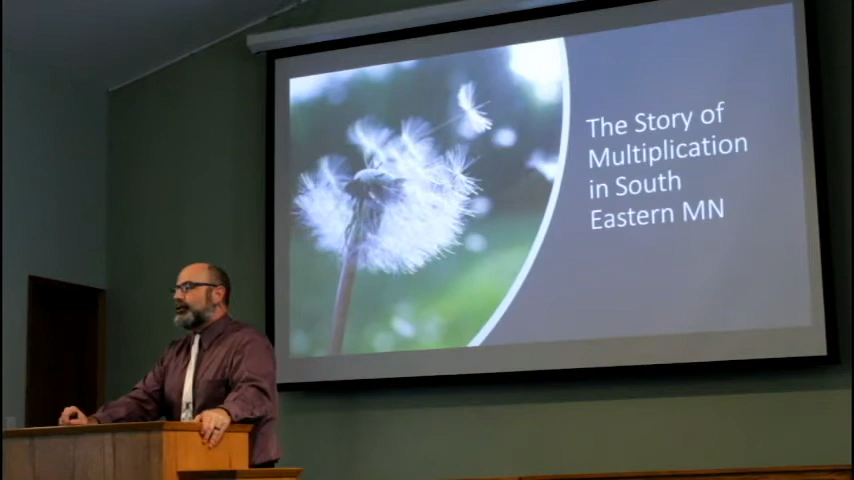 The Story of
Multiplication
in South
Eastern MN